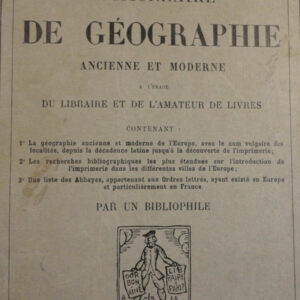 DE GÉOGRAPHIE
ANCIENNE ET MODERNE
A L'USAGE
DU LIBRAIRE ET DE L'AMATEUR DE LIVRES
CONTENANT :
1° La géographie ancienne et moderne de l'Europe, avec le nom vulgaire des
localités, depuis la décadence latine jusqu'à la découverte de l'imprimerie;
2° Les recherches bibliographiques les plus étendues sur l'introduction de
l'imprimerie dans les différentes villes de l'Europe;
3° Une liste des Abbayes, appartenant aux Ordres lettrés, ayant existé en Europe
et particulièrement en France.
PAR UN BIBLIOPHILE